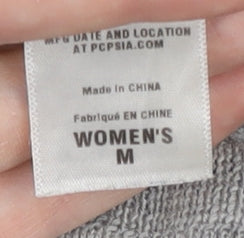 MFG DATE AND LOCATION
AT PCPSIA.COM
Made in CHINA
Fabriqué EN CHINE
WOMEN'S
M